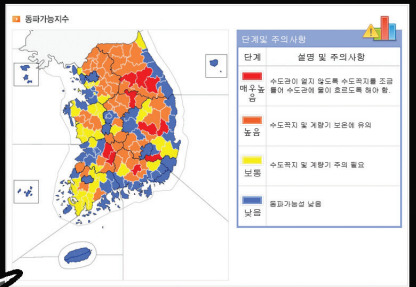 동파가능지수
단계및 주의사항
단계 설명 및 주의사항
매우높
음
수도관이 얼지 않도록 수도꼭지를 조금
틀어 수도관에 물이 흐르도록 해야 함.
높음
수도꼭지 및 계량기 보온에 유의
보통
수도꼭지 및 계량기 주의 필요
낮음
동파가능성 낮음